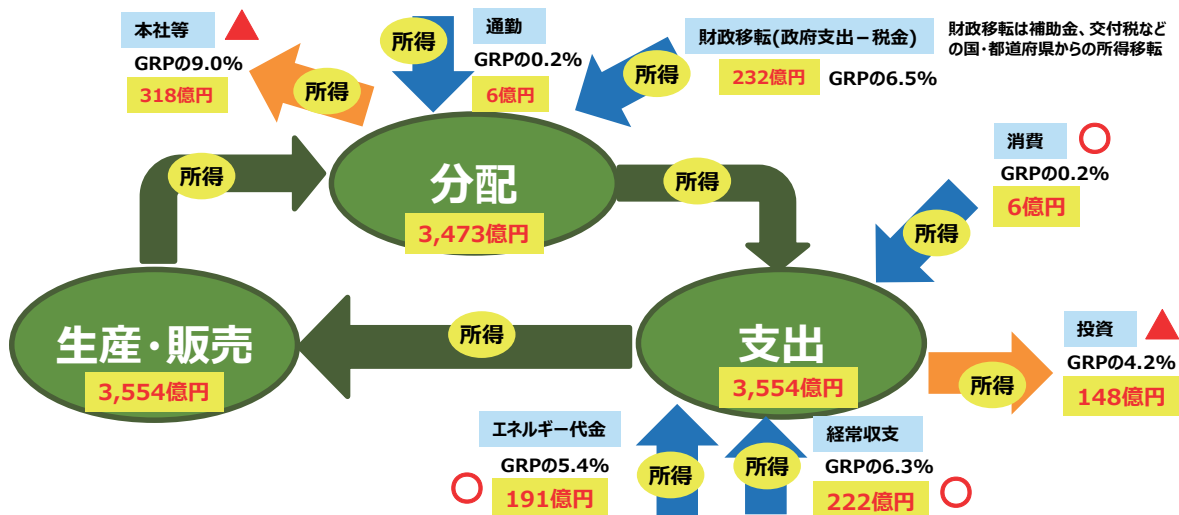 本社等
GRPの9.0%
318億円
所得
所得
通勤
GRPの0.2%
6億円
財政移転(政府支出－税金)
232億円 GRPの6.5%
所得
財政移転は補助金、交付税など
の国・都道府県からの所得移転
所得
分配
3,473億円
所得
消費
GRPの0.2%
6億円
所得
生産・販売
3,554億円
所得
支出
3,554億円
所得
投資
GRPの4.2%
148億円
エネルギー代金
GRPの5.4%
191億円
所得
所得
経常収支
GRPの6.3%
222億円